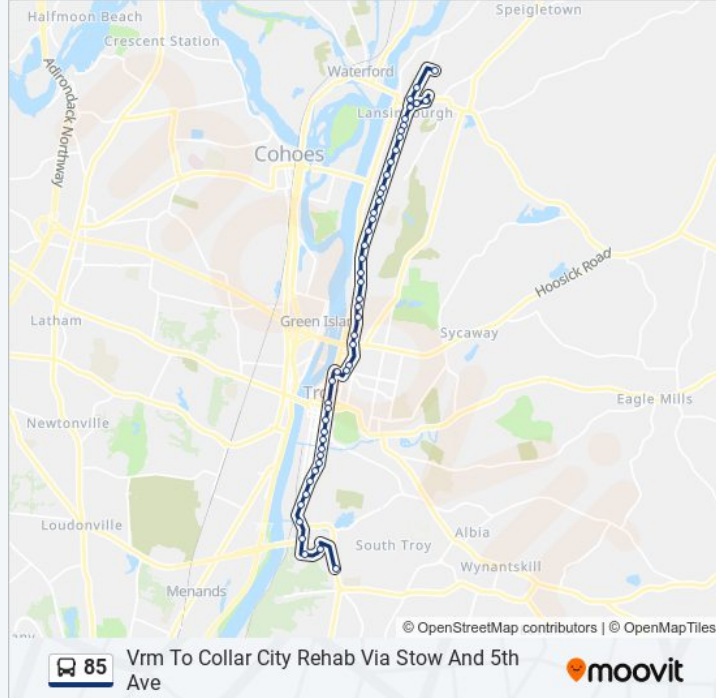 Halfmoon Beach
Speigletown
Crescent Station
Adirondack Northway
Waterford
Lansingburgh
Cohoes
Hoosick Road
Latham
Green Islan
Sycaway
Troy
Eagle Mills
Newtonville
Loudonville
Albia
South Troy
Wynantskill
Menands
© OpenStreetMap contributors | © OpenMapTiles
85
Vrm To Collar City Rehab Via Stow And 5th
Ave
moovit